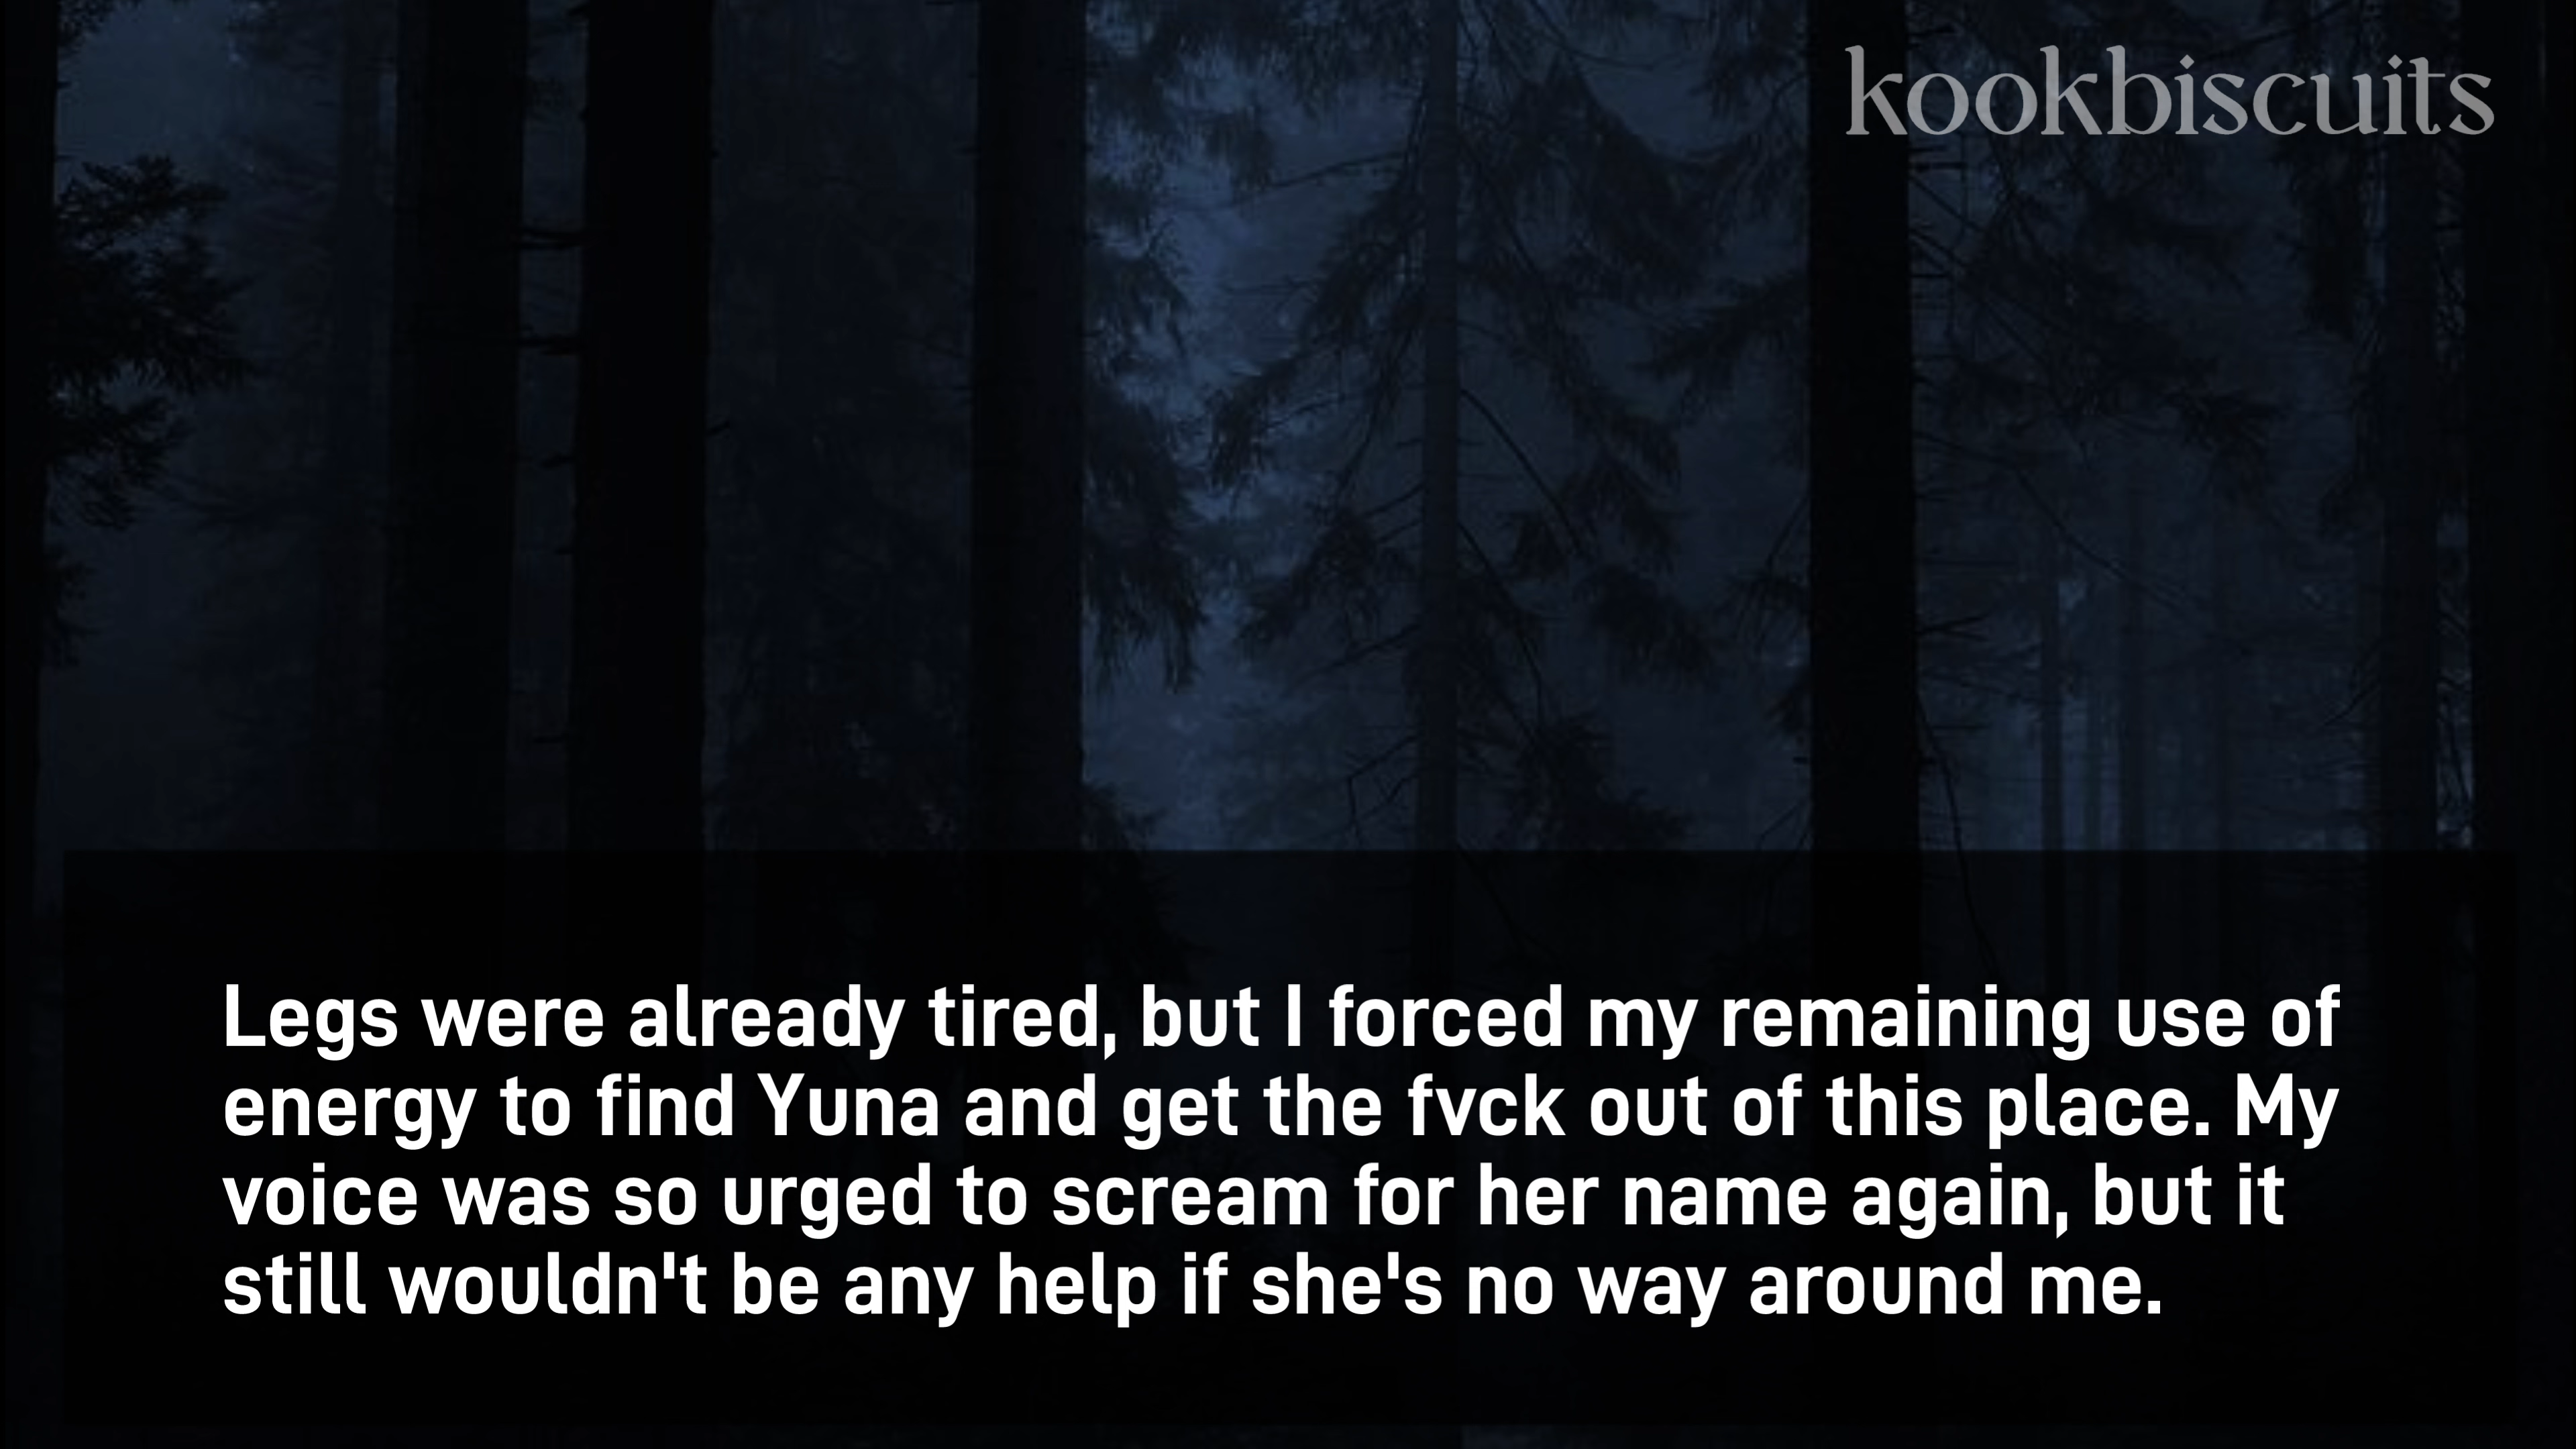 kookbiscuits
Legs were already tired, but I forced my remaining use of
energy to find Yuna and get the fvck out of this place. My
voice was so urged to scream for her name again, but it
still wouldn't be any help if she's no way around me.